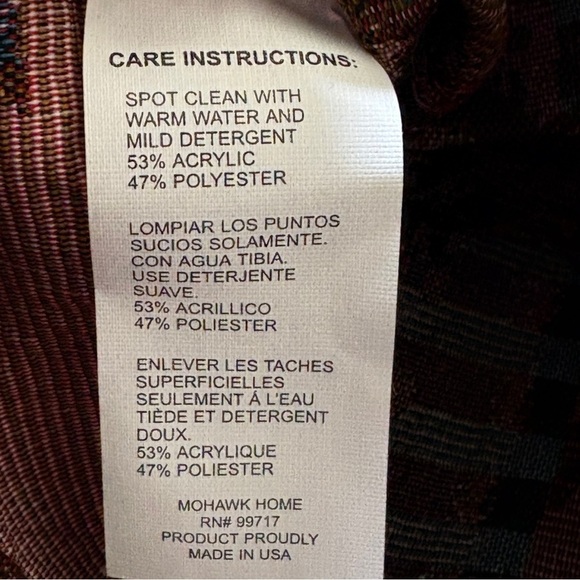 CARE INSTRUCTIONS:
SPOT CLEAN WITH
WARM WATER AND
MILD DETERGENT
53% ACRYLIC
47% POLYESTER
LOMPIAR LOS PUNTOS
SUCIOS SOLAMENTE.
CON AGUA TIBIA.
USE DETERJENTE
SUAVE.
53% ACRILLICO
47% POLIESTER
ENLEVER LES TACHES
SUPERFICIELLES
SEULEMENT Á L'EAU
TIÈDE ET DETERGENT
DOUX.
53% ACRYLIQUE
47% POLIESTER
MOHAWK HOME
RN# 99717
PRODUCT PROUDLY
MADE IN USA